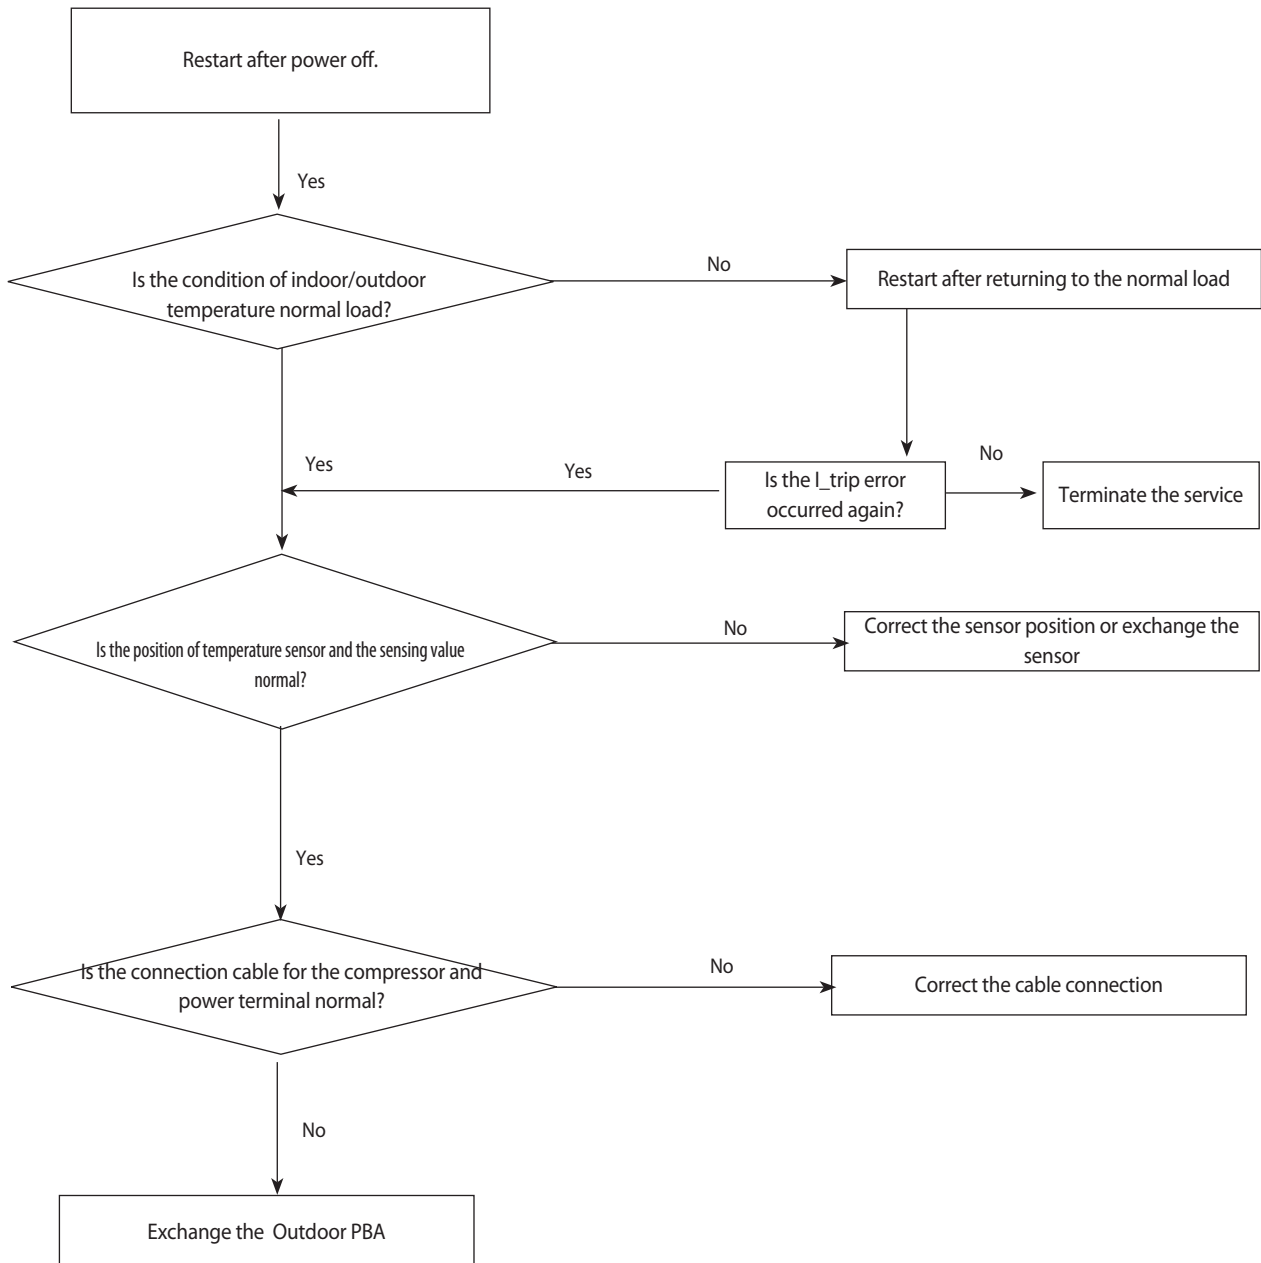 Restart after power off.
Yes
Is the condition of indoor/outdoor
temperature normal load?
No
Restart after returning to the normal load
Yes
Yes
Is the I_trip error
occurred again?
No
Terminate the service
Is the position of temperature sensor and the sensing value
normal?
No
Correct the sensor position or exchange the
sensor
Yes
Is the connection cable for the compressor and
power terminal normal?
No
Correct the cable connection
No
Exchange the Outdoor PBA